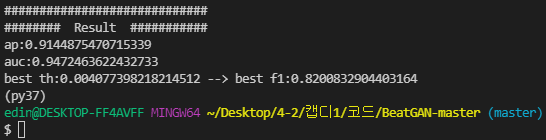 ############################
########  Result  ###########
ap:0.9144875470715339
auc:0.9472463622432733
best th:0.004077398218214512 --> best f1:0.8200832904403164
(py37)
edin@DESKTOP-FF4AVFF MINGW64 ~/Desktop/4-2/캡디1/코드/BeatGAN-master (master)
$